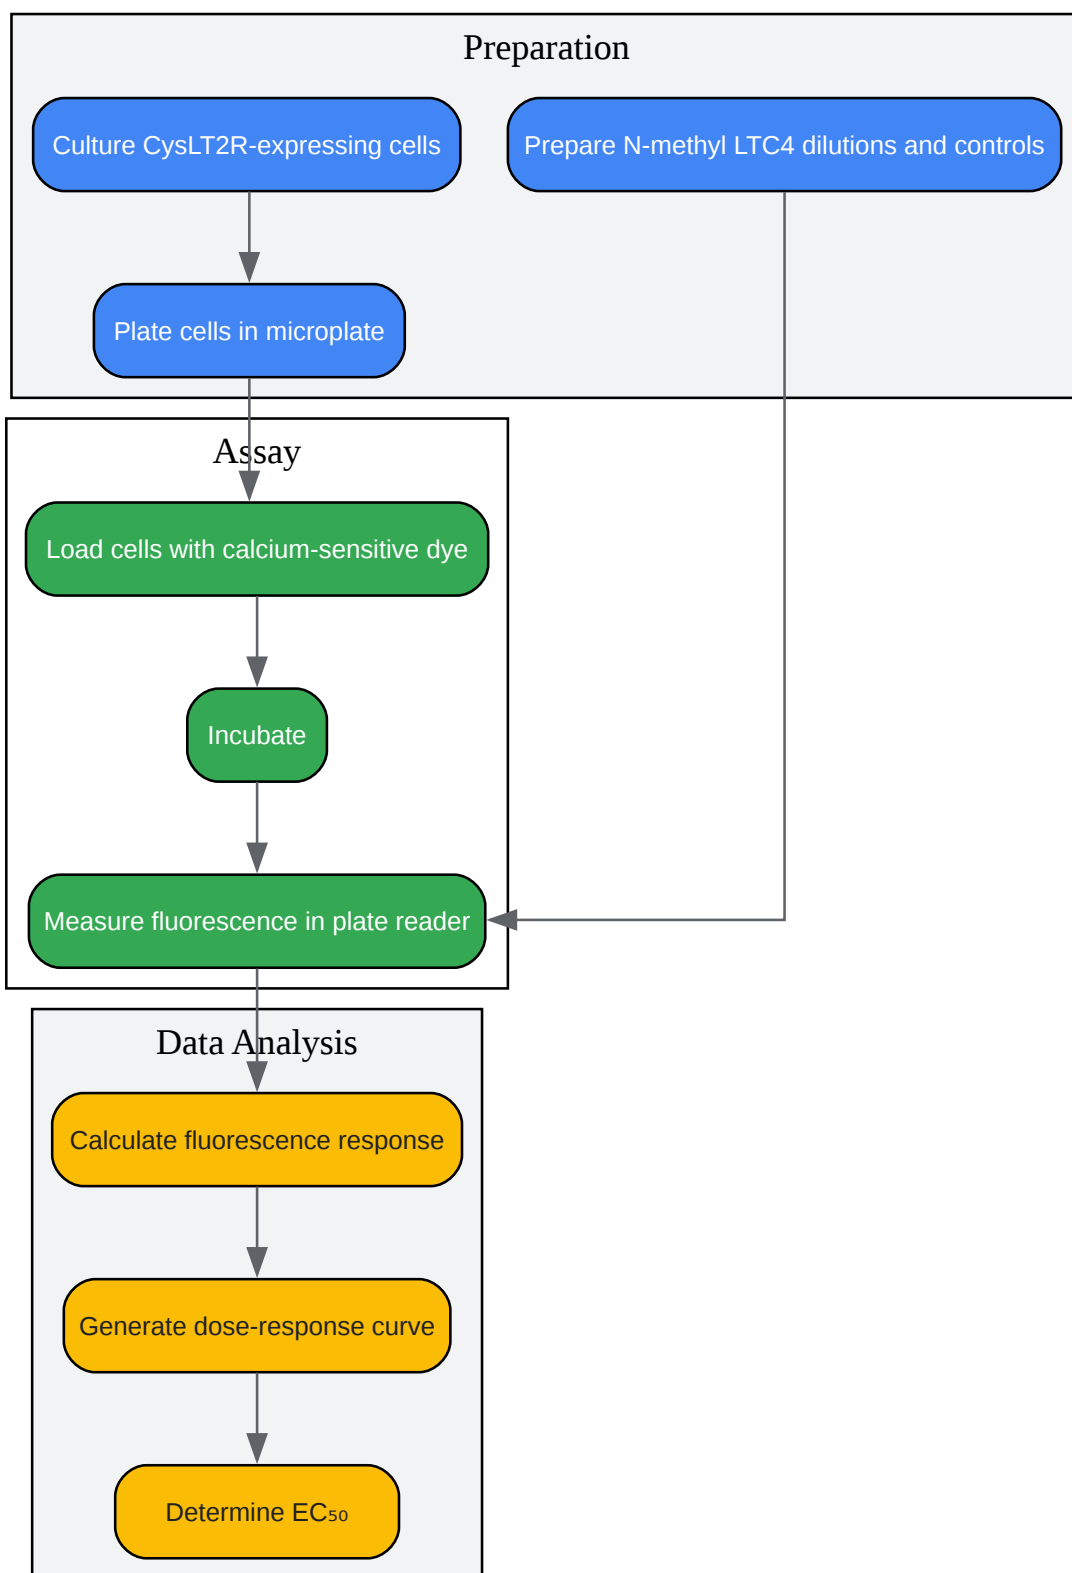 Preparation
Culture CysLT2R-expressing cells
Prepare N-methyl LTC4 dilutions and controls
Plate cells in microplate
Assay
Load cells with calcium-sensitive dye
Incubate
Measure fluorescence in plate reader
Data Analysis
Calculate fluorescence response
Generate dose-response curve
Determine EC₅₀